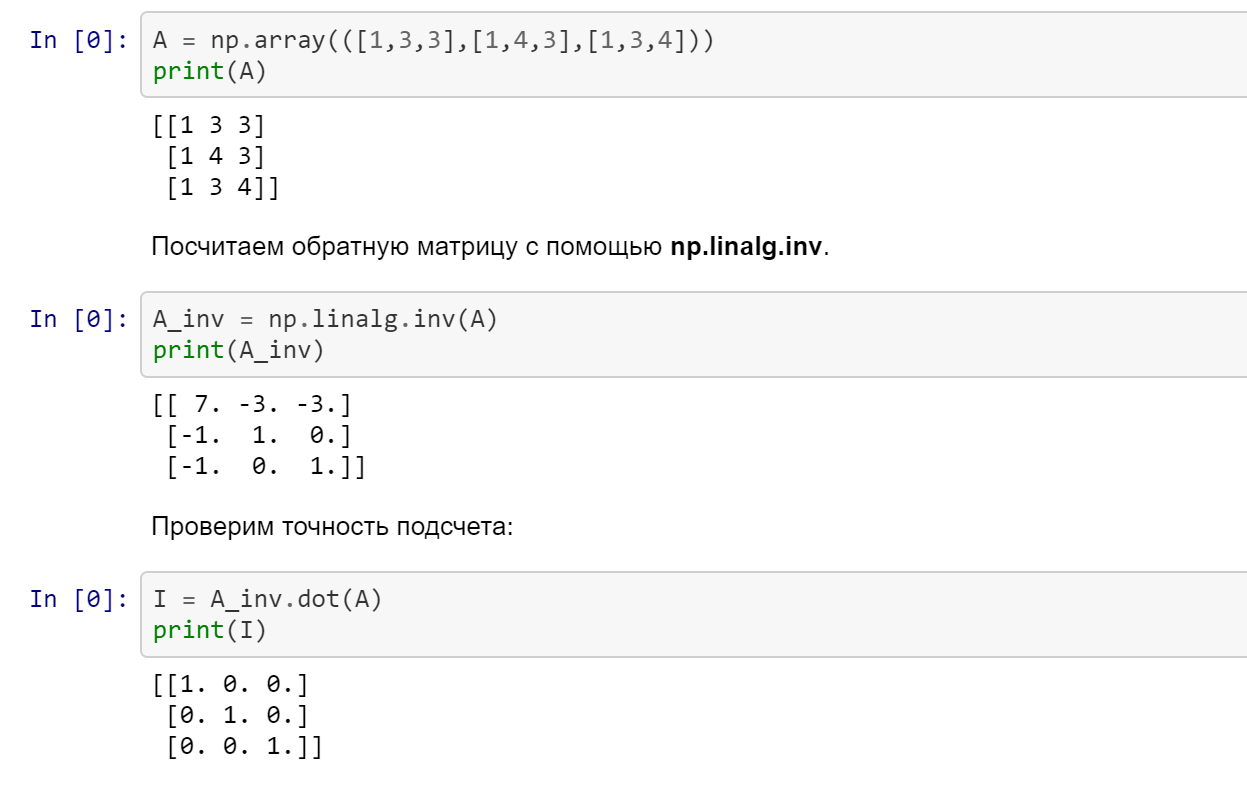 In [0]: A = np.array(([1,3,3],[1,4,3],[1,3,4]))
print(A)
[[1 3 3]
 [1 4 3]
 [1 3 4]]
Посчитаем обратную матрицу с помощью np.linalg.inv.
In [0]: A_inv = np.linalg.inv(A)
print(A_inv)
[[ 7. -3. -3.]
 [-1.  1.  0.]
 [-1.  0.  1.]]
Проверим точность подсчета:
In [0]: I = A_inv.dot(A)
print(I)
[[1. 0. 0.]
 [0. 1. 0.]
 [0. 0. 1.]]